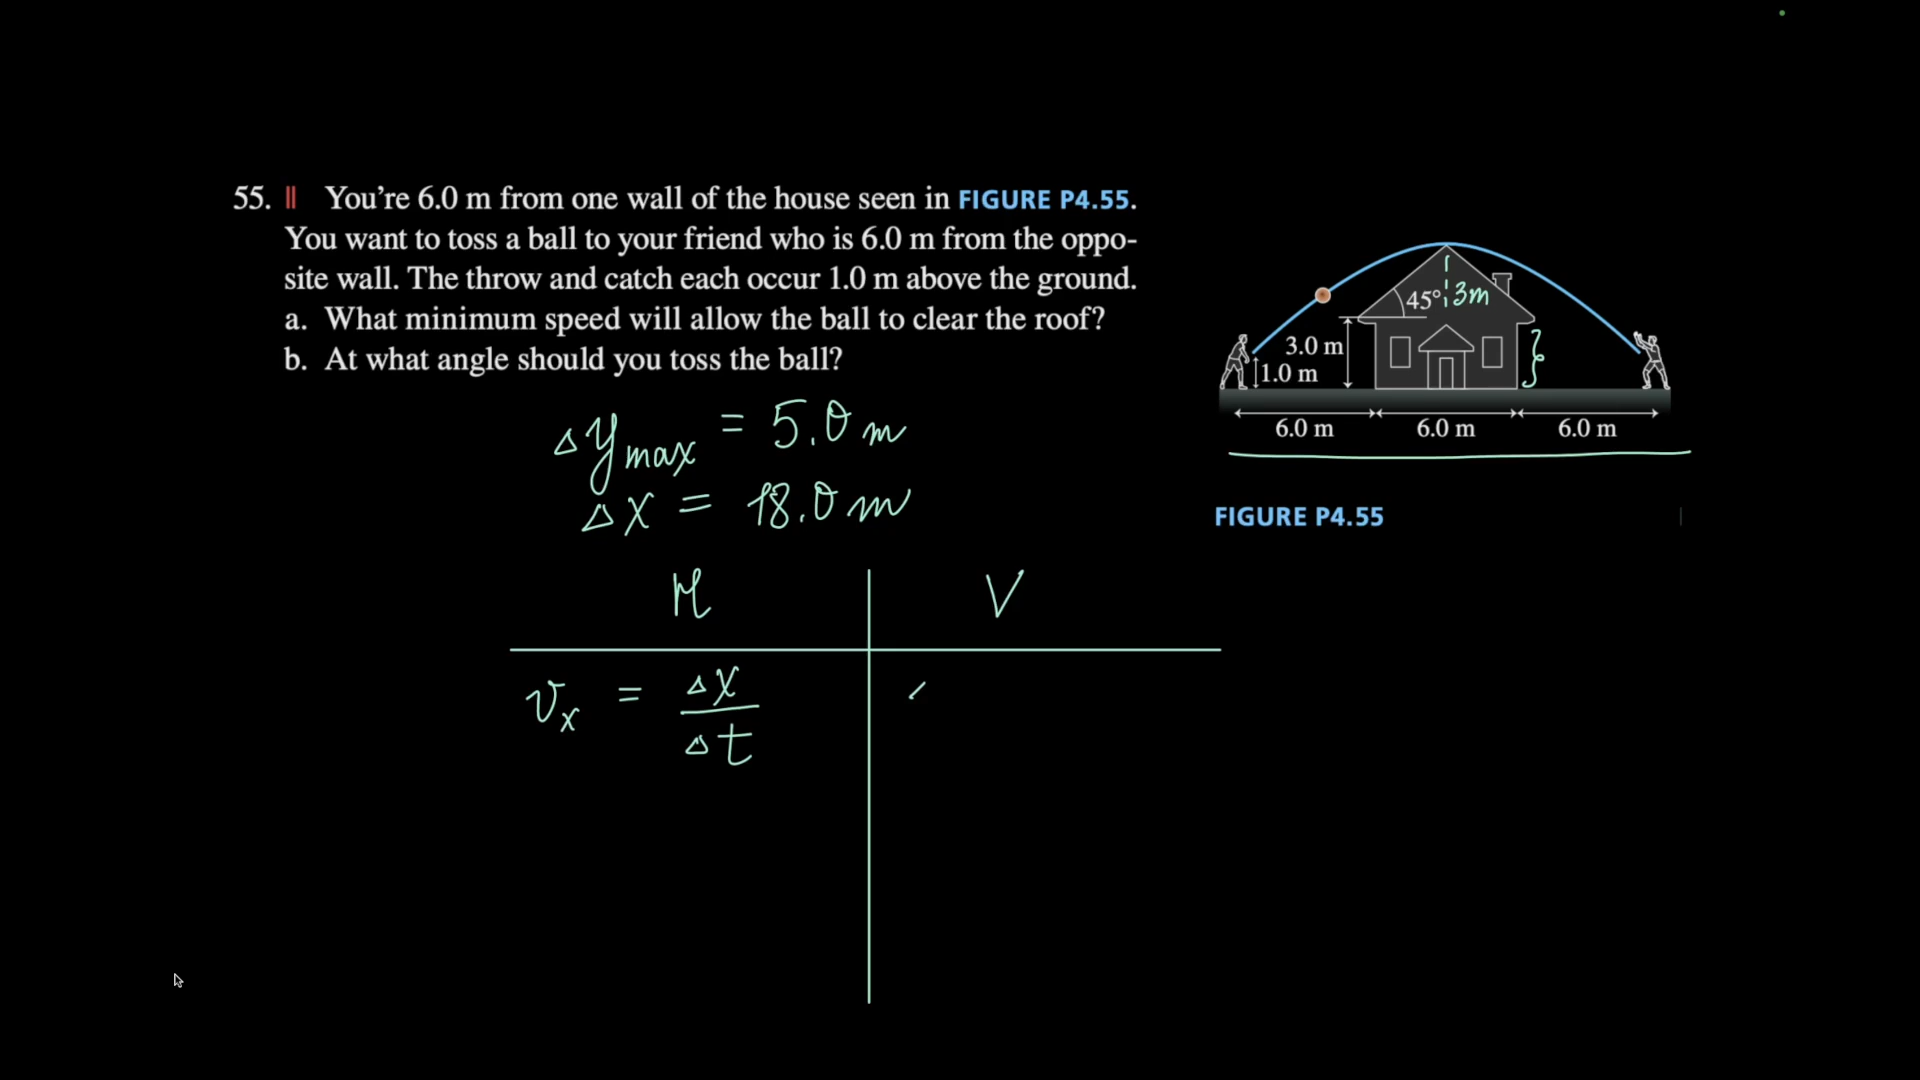 55. || You're 6.0 m from one wall of the house seen in FIGURE P4.55.
You want to toss a ball to your friend who is 6.0 m from the oppo-
site wall. The throw and catch each occur 1.0 m above the ground.
a. What minimum speed will allow the ball to clear the roof?
b. At what angle should you toss the ball?
45° 3m
3.0 m
1.0 m
6.0 m 6.0 m 6.0 m
FIGURE P4.55
Δy max = 5.0 m
Δx = 18.0 m
H V
v x = Δx / Δt